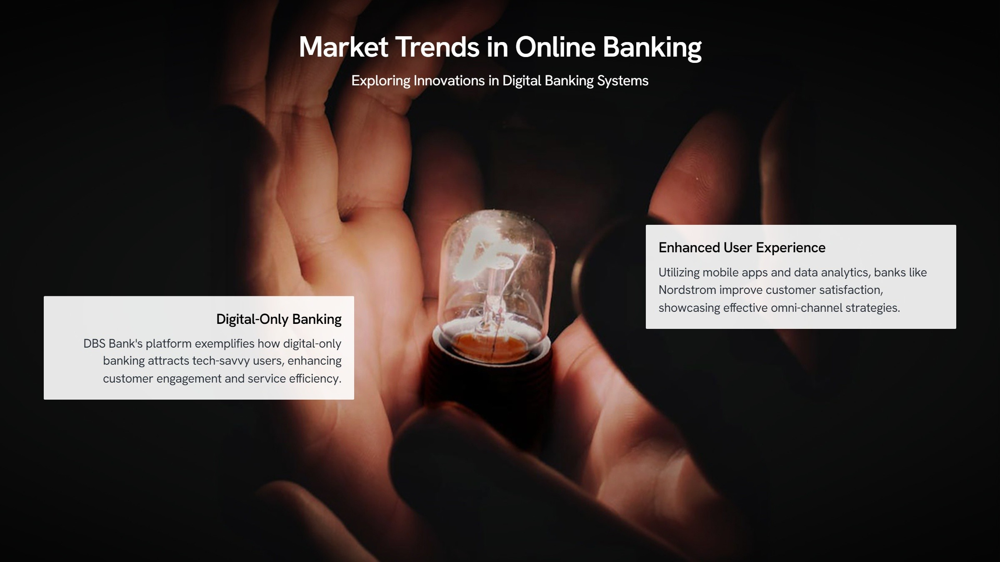 Market Trends in Online Banking
Exploring Innovations in Digital Banking Systems
Digital-Only Banking
DBS Bank's platform exemplifies how digital-only
banking attracts tech-savvy users, enhancing
customer engagement and service efficiency.
Enhanced User Experience
Utilizing mobile apps and data analytics, banks like
Nordstrom improve customer satisfaction,
showcasing effective omni-channel strategies.